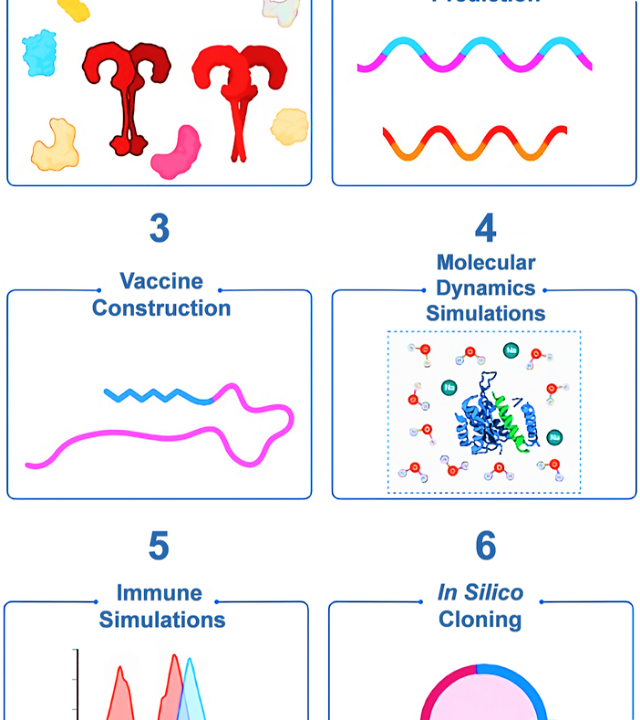 3
4
Vaccine
Construction
Molecular
Dynamics
Simulations
Na
Na
Na
5
6
Immune
Simulations
In Silico
Cloning